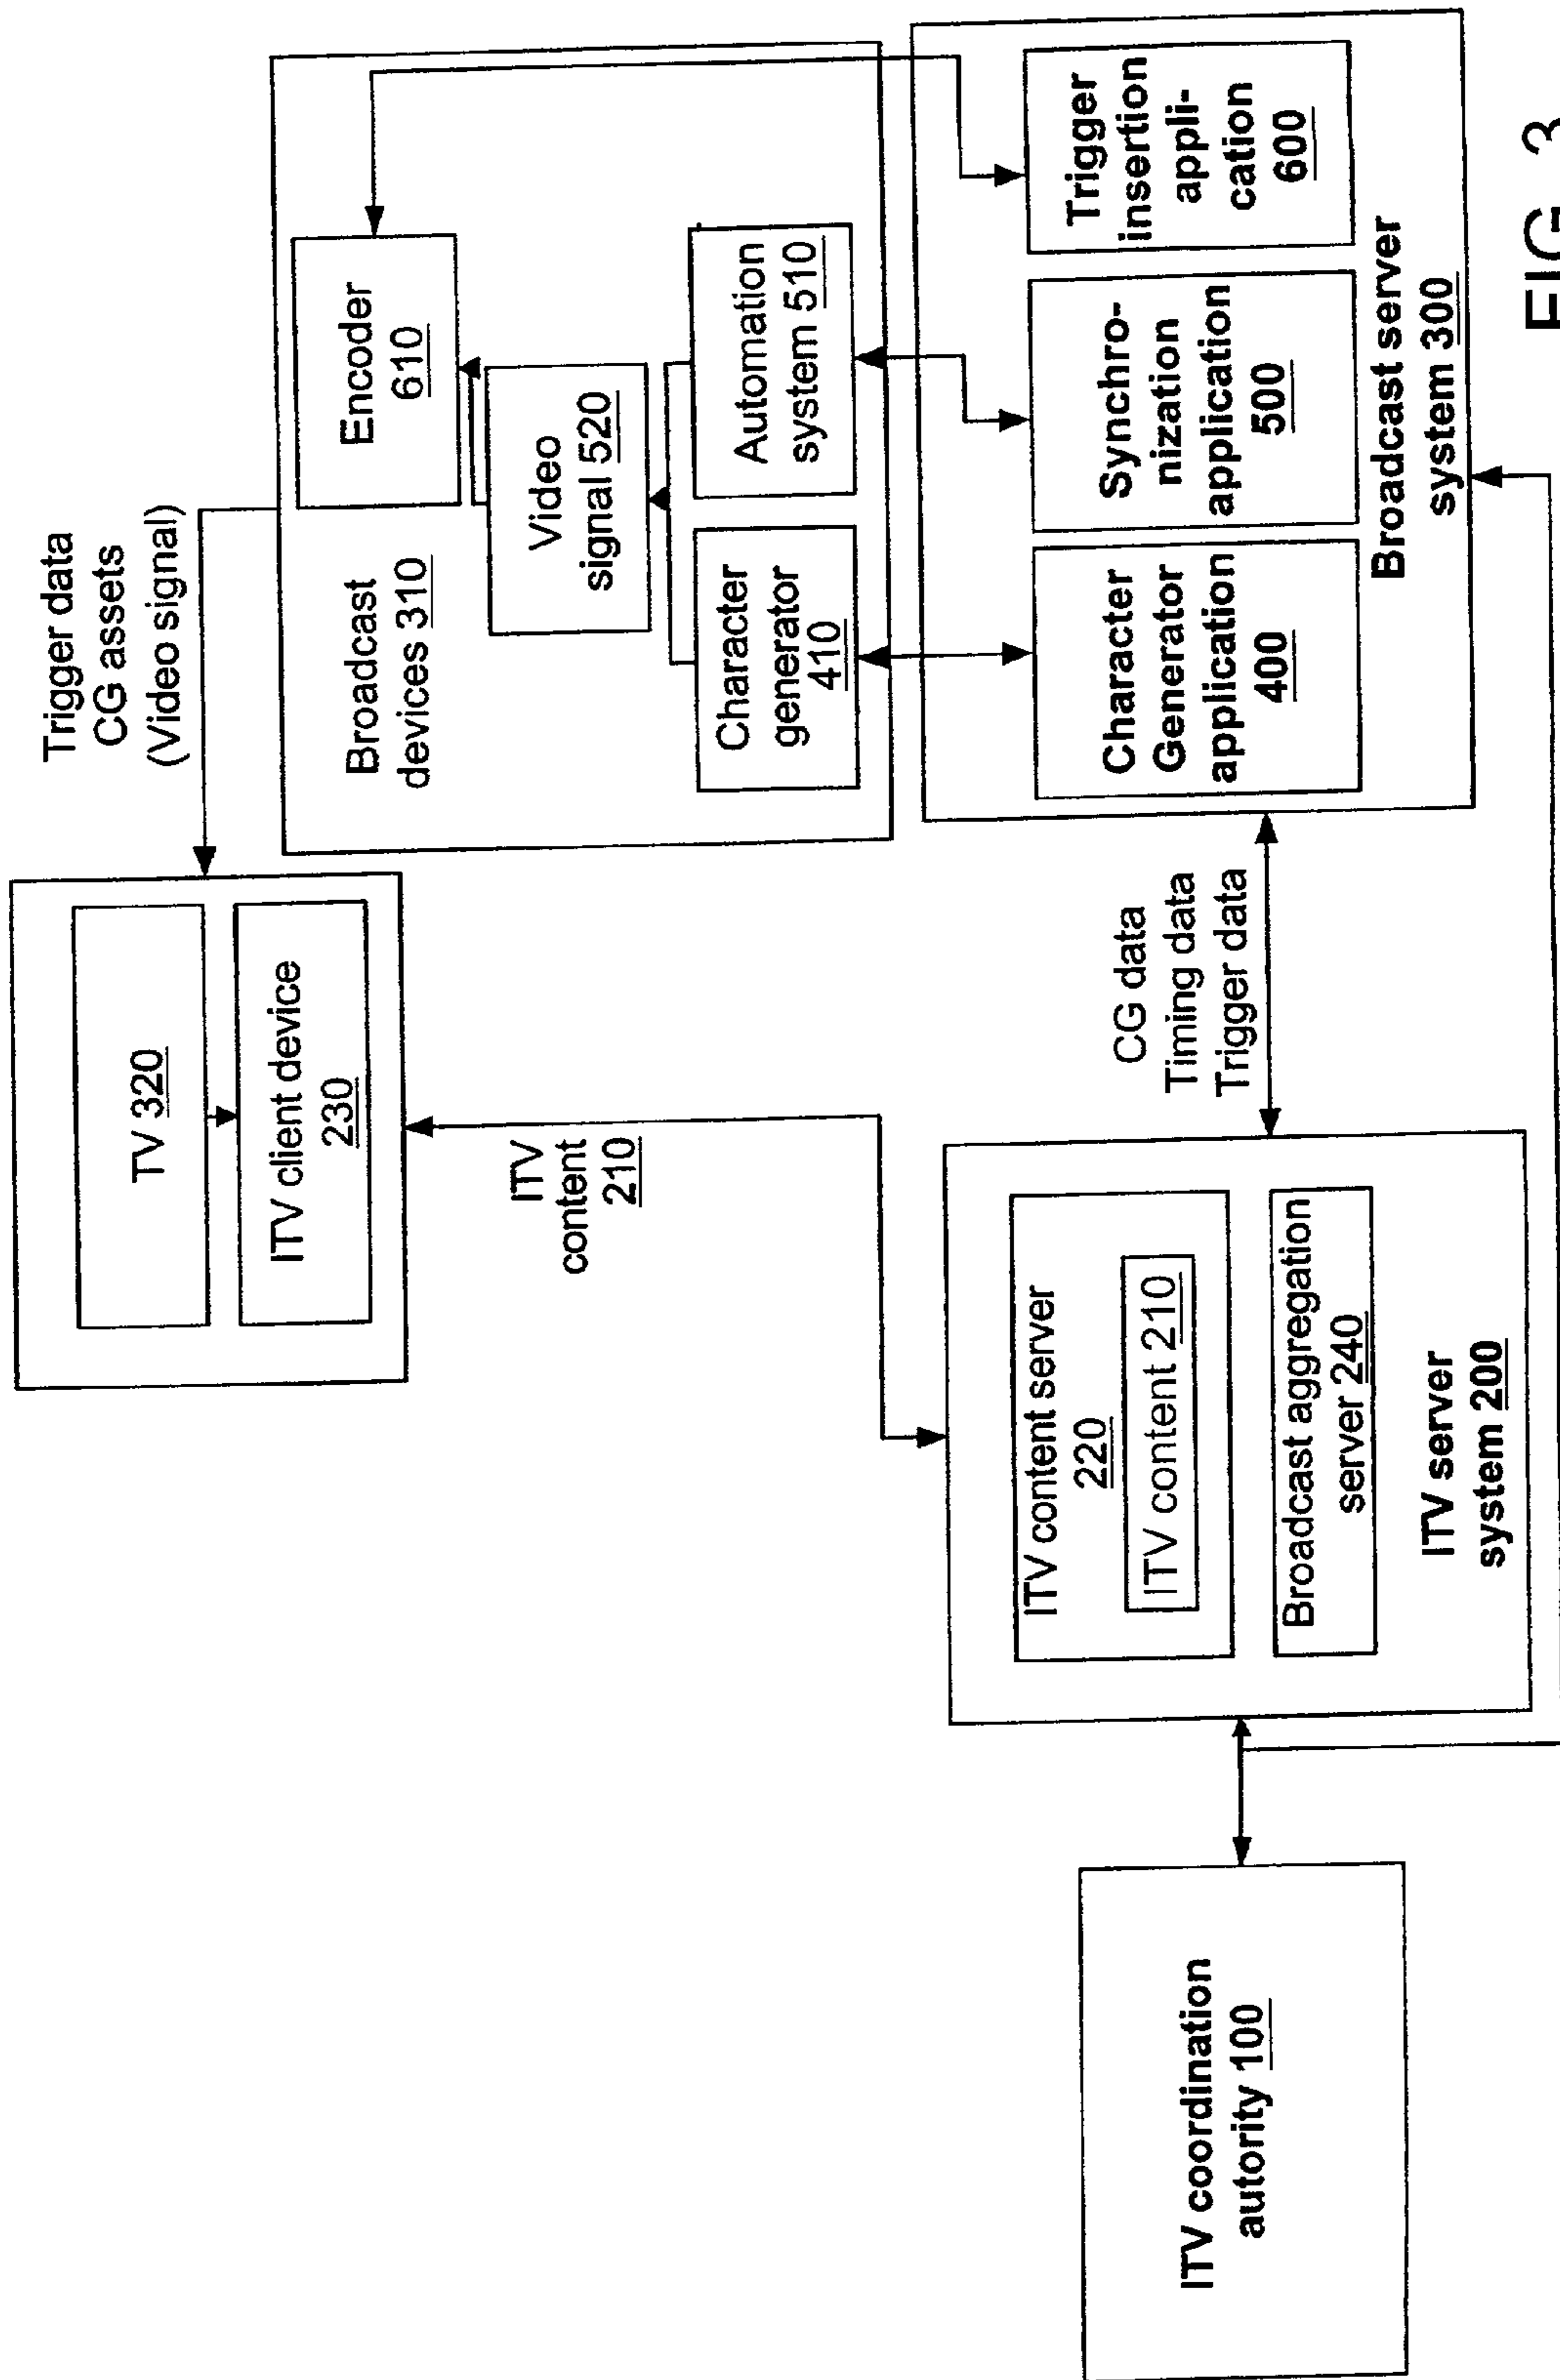 Trigger data
CG assets
(Video signal)
TV 320
ITV client device
230
Broadcast
devices 310
Encoder
610
Video
signal 520
Character
generator
410
Automation
system 510
ITV
content
210
ITV coordination
autority 100
ITV content server
220
ITV content 210
Broadcast aggregation
server 240
ITV server
system 200
CG data
Timing data
Trigger data
Character
Generator
application
400
Synchro-
nization
application
500
Trigger
insertion
appli-
cation
600
Broadcast server
system 300
FIG. 3